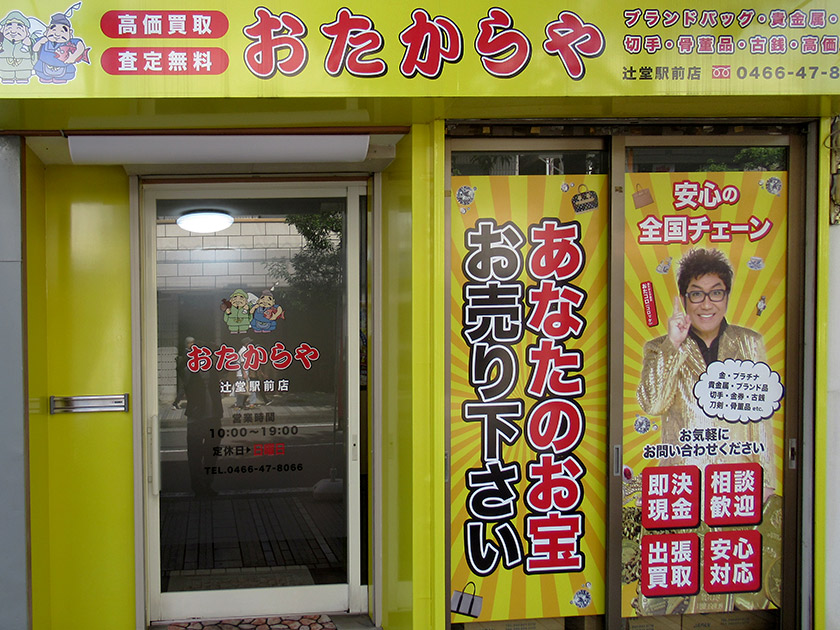 高価買取
査定無料
おたからや
ブランドバッグ・貴金属・
切手・骨董品・古銭・高価
辻堂駅前店 0466-47-8
おたからや
辻堂駅前店
営業時間
10:00～19:00
定休日▶日曜日
TEL.0466-47-8066
あなたのお宝
お売り下さい
安心の
全国チェーン
金・プラチナ
貴金属・ブランド品
切手・金券・古銭
刀剣・骨董品 etc.
お気軽に
お問い合わせください
即決
現金
相談
歓迎
出張
買取
安心
対応